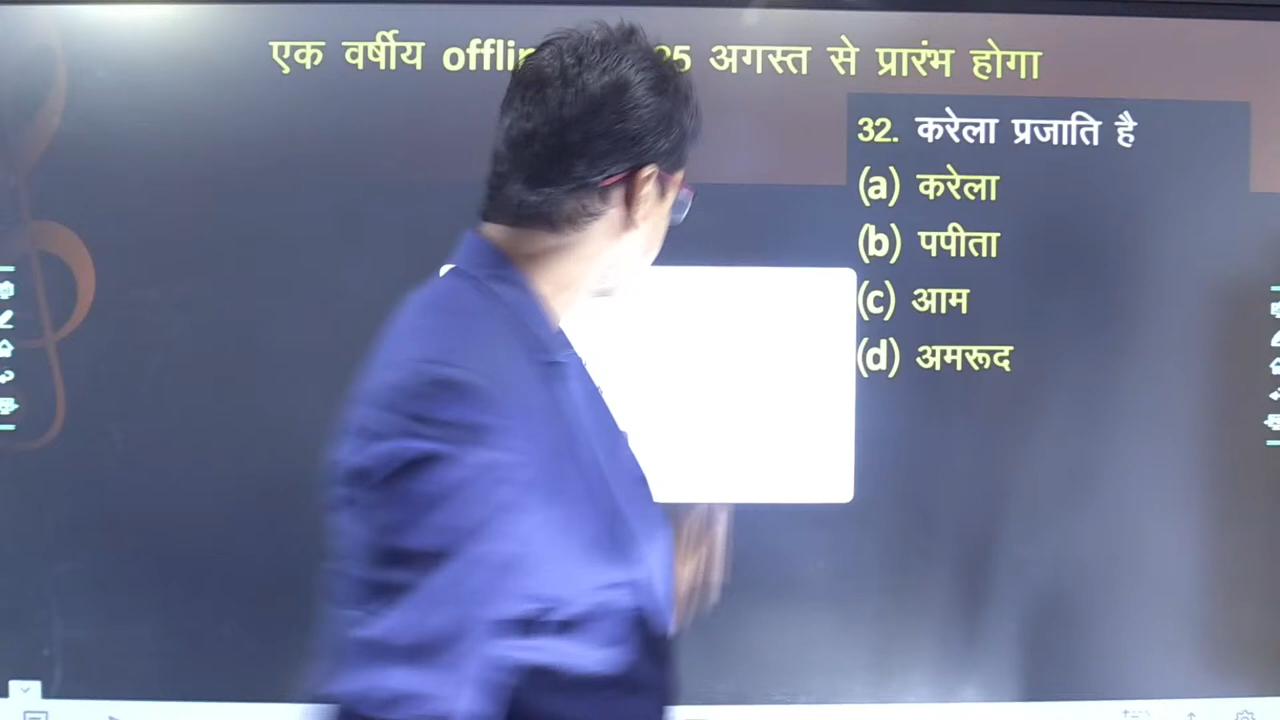 एक वर्षीय offlin 25 अगस्त से प्रारंभ होगा
32. करेला प्रजाति है
(a) करेला
(b) पपीता
(c) आम
(d) अमरूद